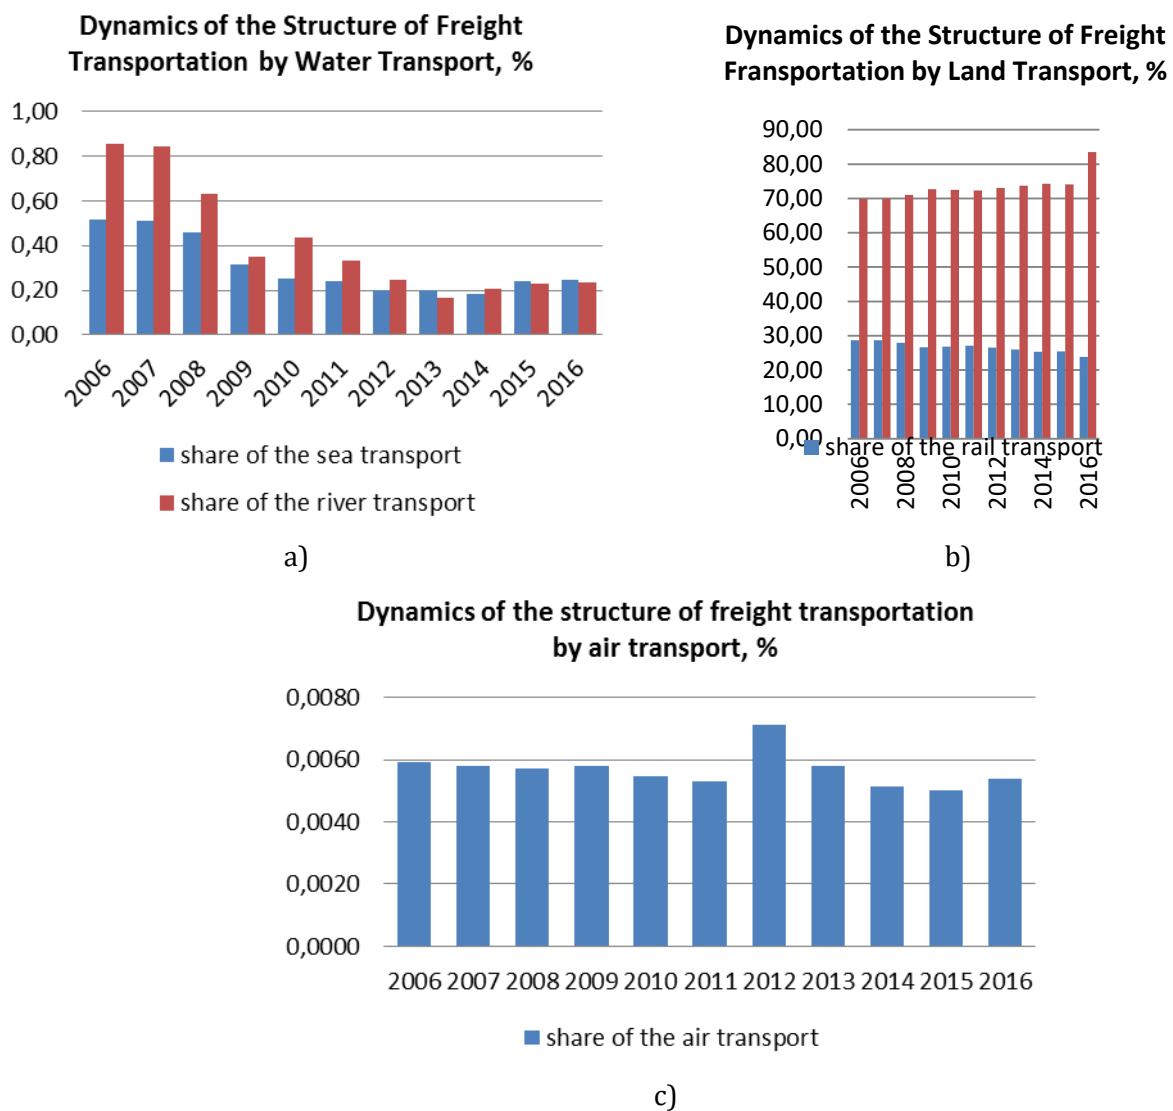 Dynamics of the Structure of Freight
Transportation by Water Transport, %
1,00
0,80
0,60
0,40
0,20
0,00
2006 2007 2008 2009 2010 2011 2012 2013 2014 2015 2016
share of the sea transport
share of the river transport
a)
Dynamics of the Structure of Freight
Fransportation by Land Transport, %
90,00
80,00
70,00
60,00
50,00
40,00
30,00
20,00
10,00
0,00
share of the rail transport
2006 2008 2010 2012 2014 2016
b)
Dynamics of the structure of freight transportation
by air transport, %
0,0080
0,0060
0,0040
0,0020
0,0000
2006 2007 2008 2009 2010 2011 2012 2013 2014 2015 2016
share of the air transport
c)